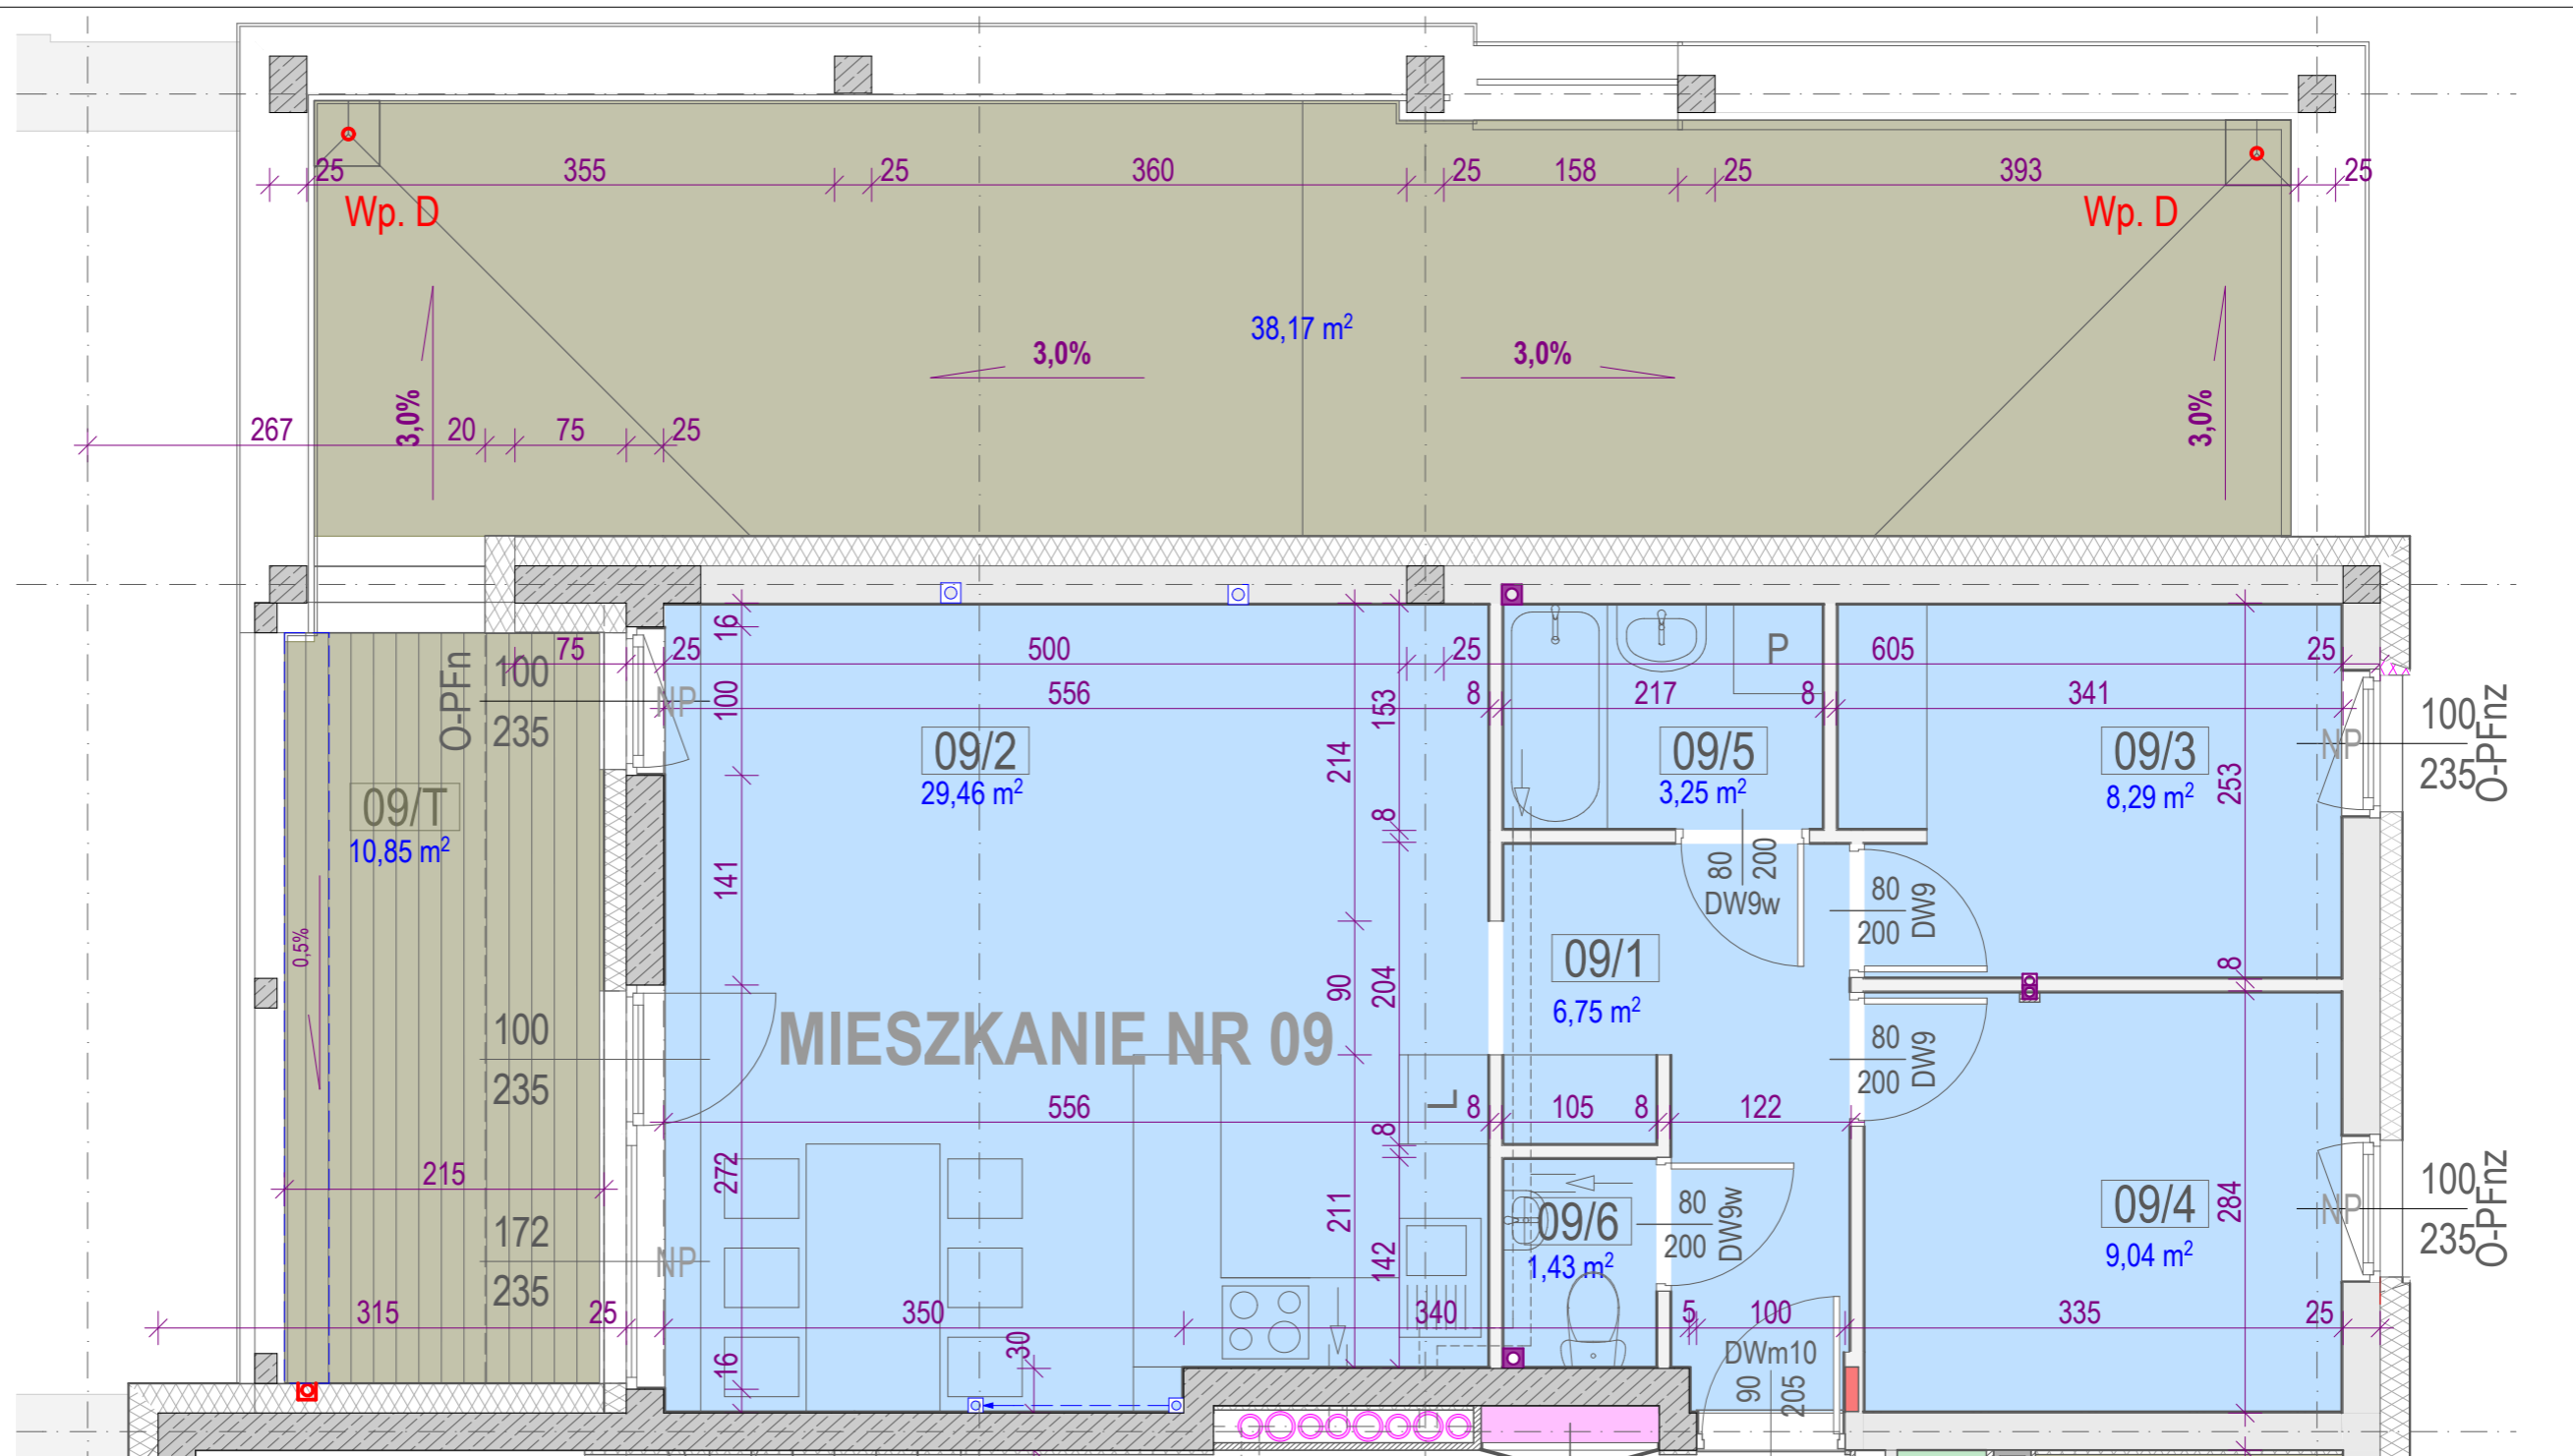 25 355 25 360 25 158 25 393 25
Wp. D
Wp. D
38,17 m²
3,0%
3,0%
3,0%
3,0%
267 20 75 25
16
75 25 500 25 605 25
O-PFn
100
235
NP
100
556 8 217 8 341
153
P
214
09/2
29,46 m²
09/5
3,25 m²
09/3
8,29 m²
253
NP
100
235
O-PFnz
09/T
10,85 m²
141
8
80
200
DW9w
80
200
DW9
0,5%
09/1
6,75 m²
90
204
8
100
235
MIESZKANIE NR 09
80
200
DW9
556 8 105 8 122
L
8
215
272
211
172
235
NP
09/6
1,43 m²
80
200
DW9w
142
09/4
9,04 m²
284
NP
100
235
O-PFnz
315 25 350 340 5 100 335 25
16
30
DWm10
90
205